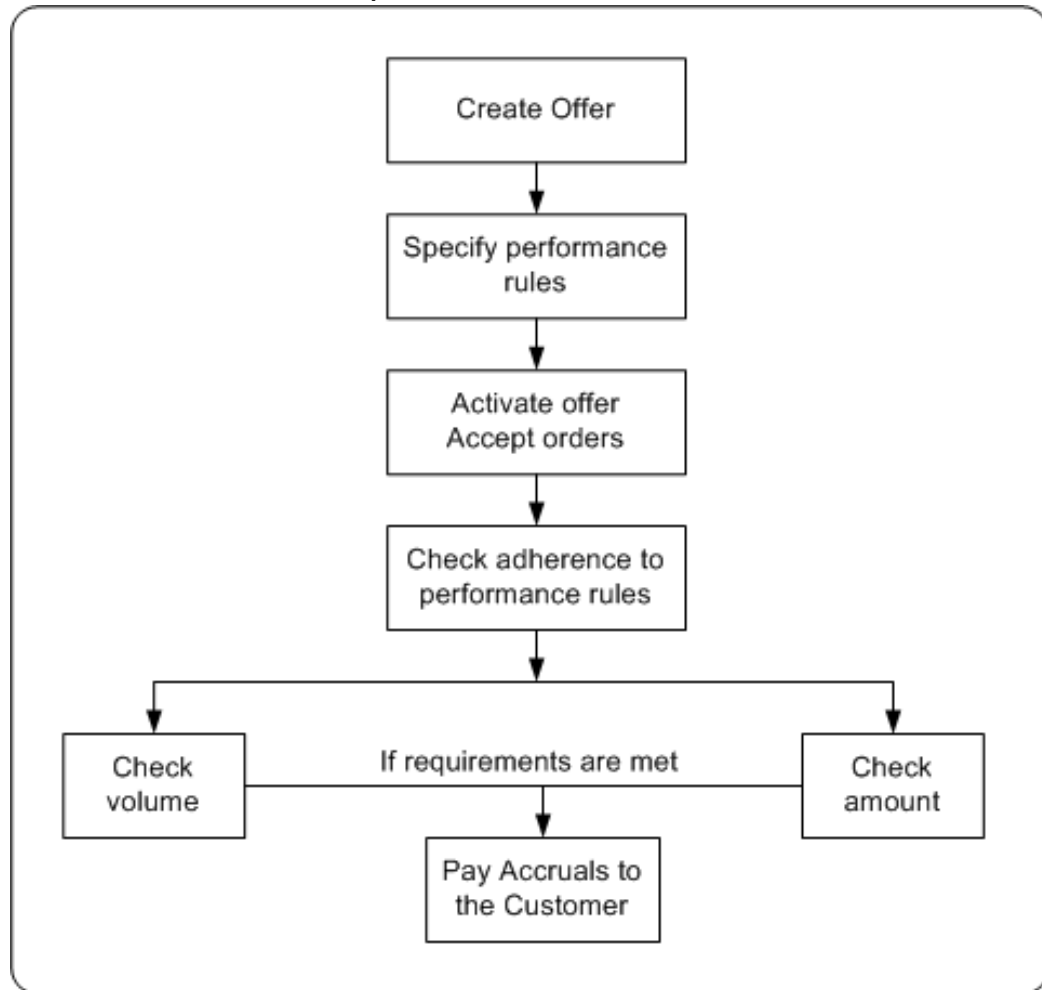 Create Offer
Specify performance
rules
Activate offer
Accept orders
Check adherence to
performance rules
Check
volume
If requirements are met
Check
amount
Pay Accruals to
the Customer